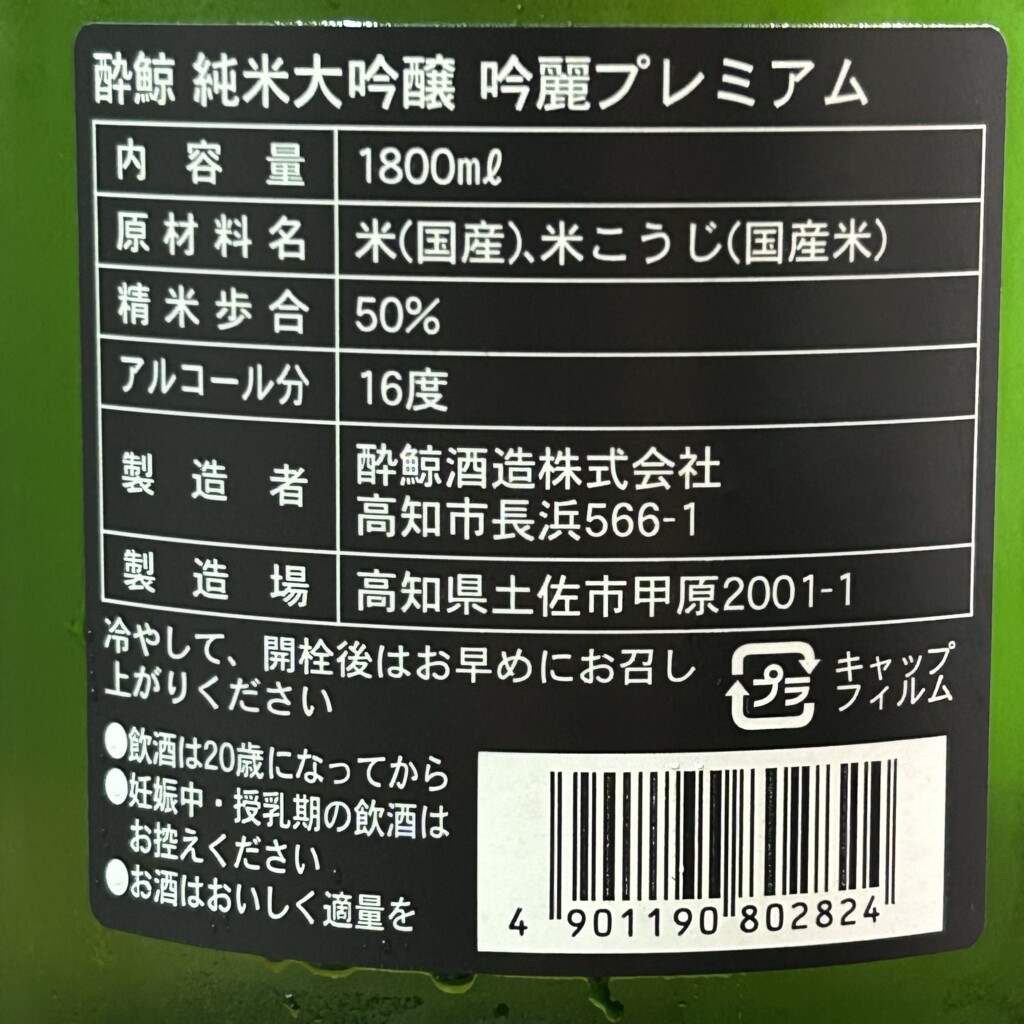 酔鯨 純米大吟醸 吟麗プレミアム
内容量 1800mℓ
原材料名 米(国産)、米こうじ(国産米)
精米歩合 50%
アルコール分 16度
製造者 酔鯨酒造株式会社
高知市長浜566-1
製造場 高知県土佐市甲原2001-1
冷やして、開栓後はお早めにお召し
上がりください
プラ
キャップ
フィルム
●飲酒は20歳になってから
●妊娠中・授乳期の飲酒は
お控えください
●お酒はおいしく適量を
4 901190 802824